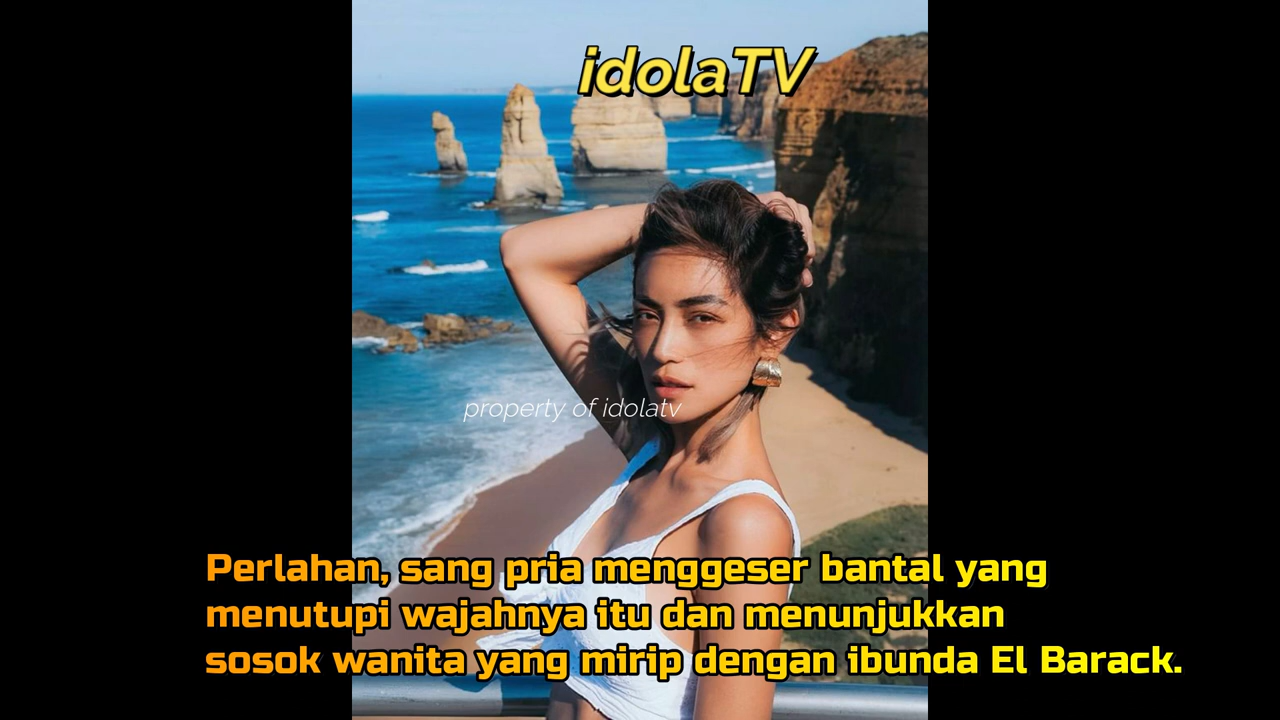 idolaTV
property of idolatv
Perlahan, sang pria menggeser bantal yang
menutupi wajahnya itu dan menunjukkan
sosok wanita yang mirip dengan ibunda El Barack.